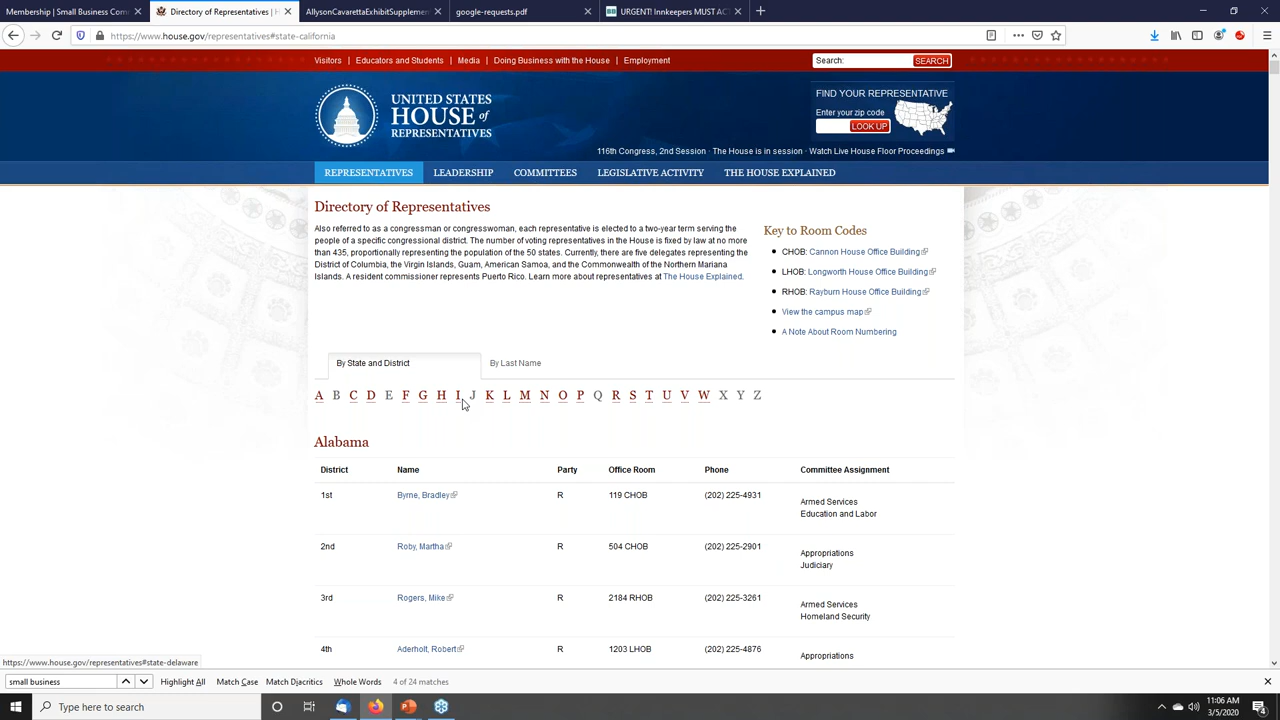 Membership | Small Business Com
Directory of Representatives | H
AllysonCavarettaExhibitSupplemen
google-requests.pdf
URGENT! Innkeepers MUST AC
https://www.house.gov/representatives#state-california
Visitors | Educators and Students | Media | Doing Business with the House | Employment
Search: SEARCH
UNITED STATES
HOUSE of
REPRESENTATIVES
FIND YOUR REPRESENTATIVE
Enter your zip code
LOOK UP
116th Congress, 2nd Session · The House is in session · Watch Live House Floor Proceedings
REPRESENTATIVES LEADERSHIP COMMITTEES LEGISLATIVE ACTIVITY THE HOUSE EXPLAINED
Directory of Representatives
Also referred to as a congressman or congresswoman, each representative is elected to a two-year term serving the
people of a specific congressional district. The number of voting representatives in the House is fixed by law at no more
than 435, proportionally representing the population of the 50 states. Currently, there are five delegates representing the
District of Columbia, the Virgin Islands, Guam, American Samoa, and the Commonwealth of the Northern Mariana
Islands. A resident commissioner represents Puerto Rico. Learn more about representatives at The House Explained.
Key to Room Codes
CHOB: Cannon House Office Building
LHOB: Longworth House Office Building
RHOB: Rayburn House Office Building
View the campus map
A Note About Room Numbering
By State and District By Last Name
A B C D E F G H I J K L M N O P Q R S T U V W X Y Z
Alabama
District Name Party Office Room Phone Committee Assignment
1st Byrne, Bradley R 119 CHOB (202) 225-4931 Armed Services
Education and Labor
2nd Roby, Martha R 504 CHOB (202) 225-2901 Appropriations
Judiciary
3rd Rogers, Mike R 2184 RHOB (202) 225-3261 Armed Services
Homeland Security
4th Aderholt, Robert R 1203 LHOB (202) 225-4876 Appropriations
https://www.house.gov/representatives#state-delaware
small business Highlight All Match Case Match Diacritics Whole Words 4 of 24 matches
Type here to search
11:06 AM
3/5/2020
4